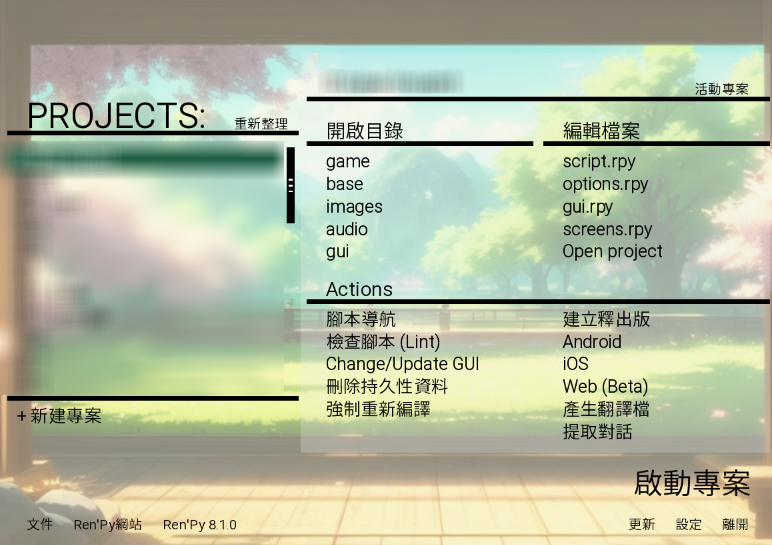 PROJECTS:
重新整理
活動專案
開啟目錄
game
base
images
audio
gui
編輯檔案
script.rpy
options.rpy
gui.rpy
screens.rpy
Open project
Actions
腳本導航
檢查腳本 (Lint)
Change/Update GUI
刪除持久性資料
強制重新編譯
建立釋出版
Android
iOS
Web (Beta)
產生翻譯檔
提取對話
+ 新建專案
啟動專案
文件
Ren'Py網站
Ren'Py 8.1.0
更新
設定
離開